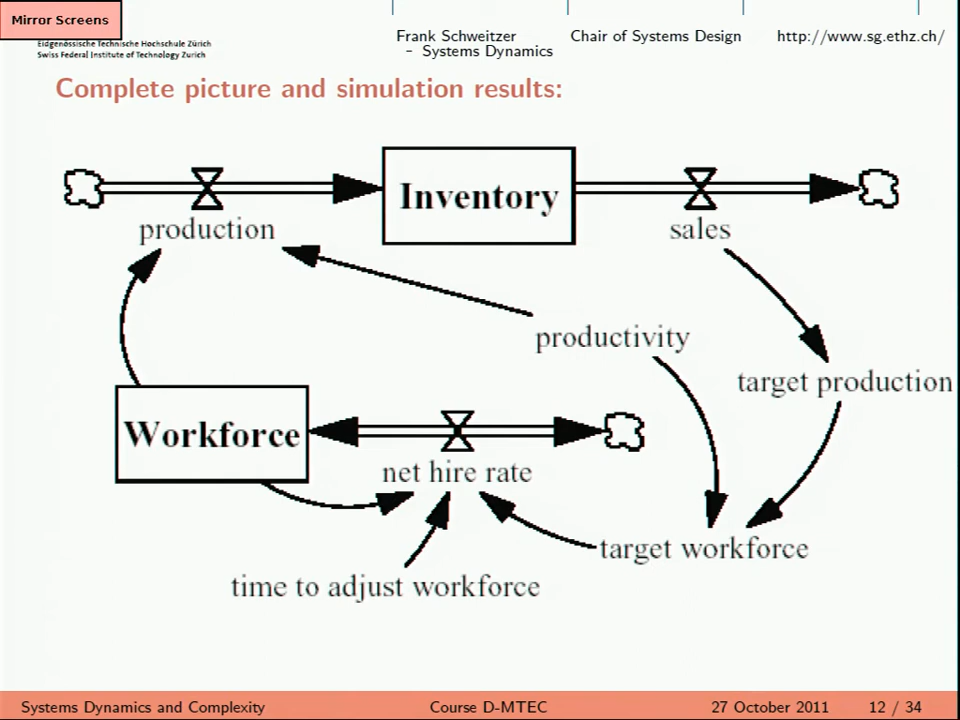 Mirror Screens
Eidgenössische Technische Hochschule Zürich
Swiss Federal Institute of Technology Zurich
Frank Schweitzer
– Systems Dynamics
Chair of Systems Design
http://www.sg.ethz.ch/
Complete picture and simulation results:
Inventory
production
sales
productivity
target production
Workforce
net hire rate
target workforce
time to adjust workforce
Systems Dynamics and Complexity
Course D-MTEC
27 October 2011
12 / 34